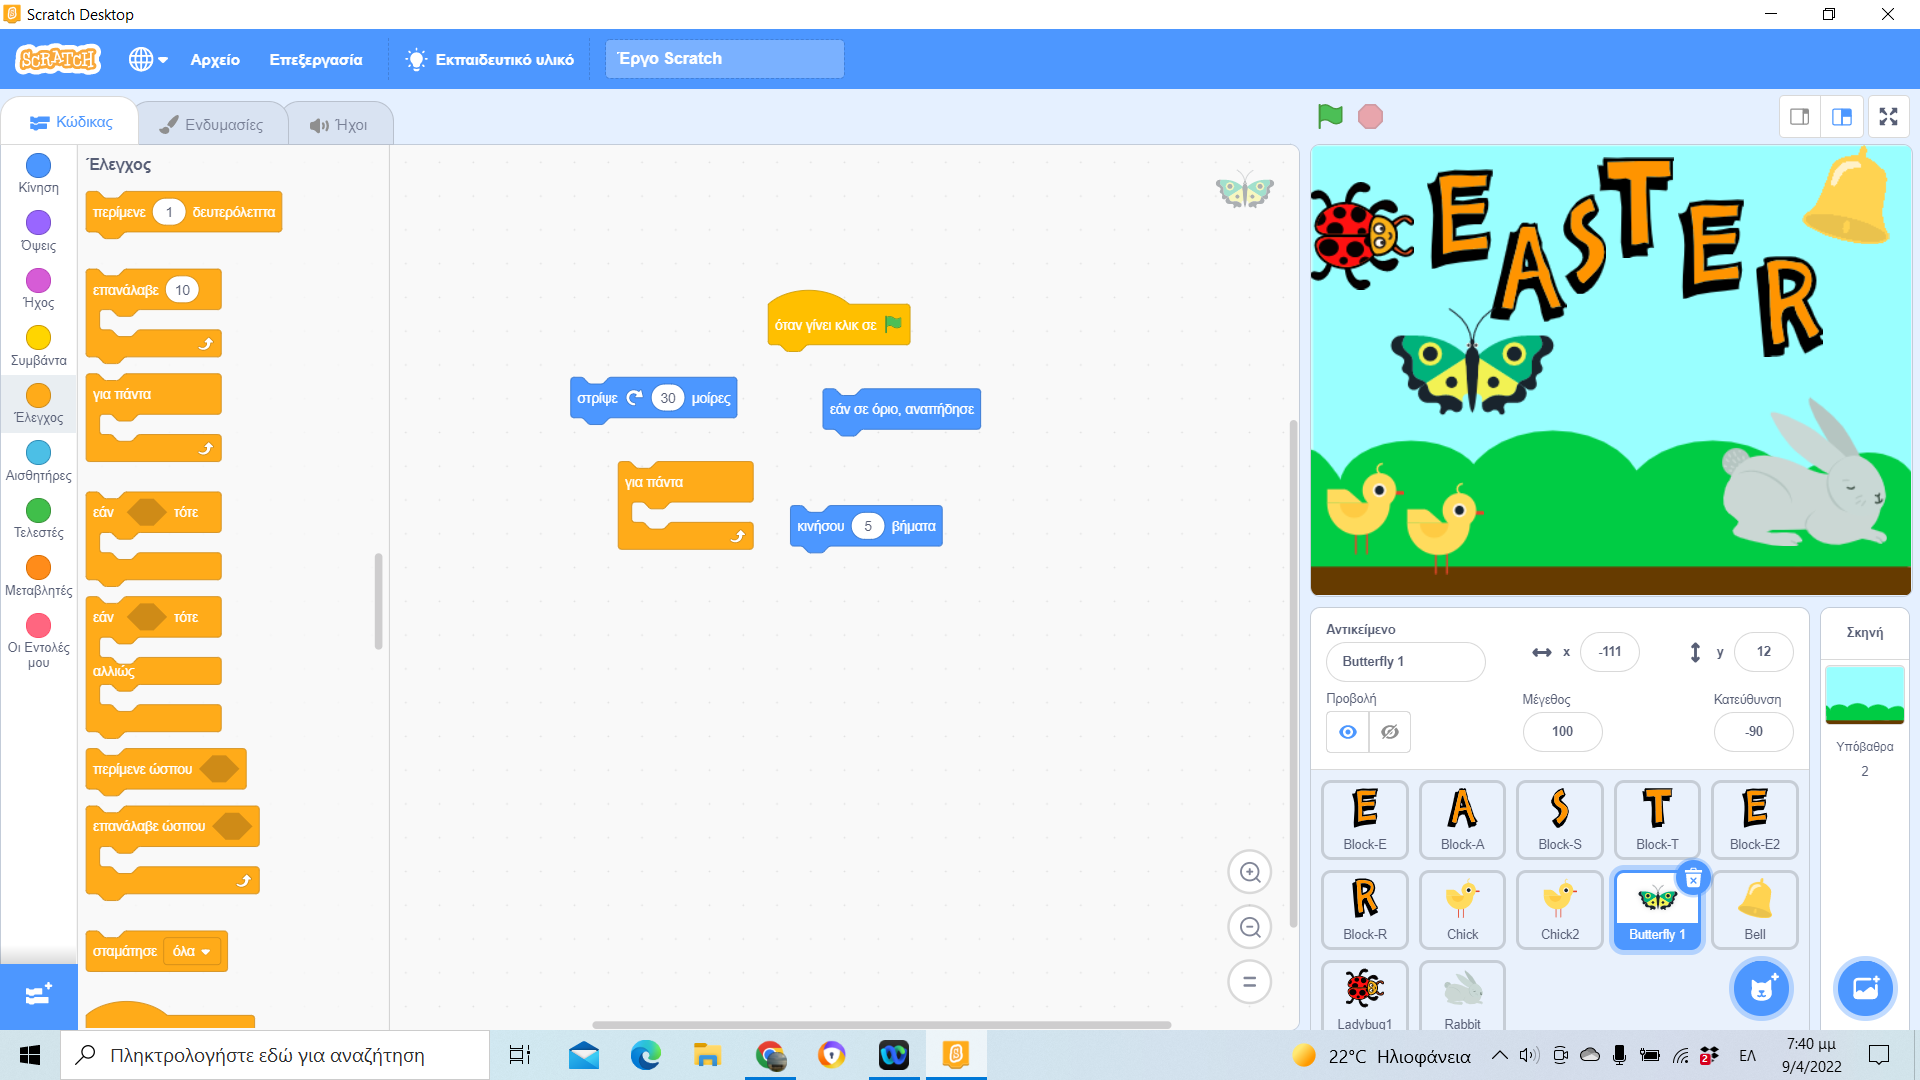 Scratch Desktop
SCRATCH
Αρχείο
Επεξεργασία
Εκπαιδευτικό υλικό
Έργο Scratch
Κώδικας
Ενδυμασίες
Ήχοι
Κίνηση
Όψεις
Ήχος
Συμβάντα
Έλεγχος
Αισθητήρες
Τελεστές
Μεταβλητές
Οι Εντολές
μου
Έλεγχος
περίμενε 1 δευτερόλεπτα
επανάλαβε 10
για πάντα
εάν τότε
εάν τότε
αλλιώς
περίμενε ώσπου
επανάλαβε ώσπου
σταμάτησε όλα
όταν γίνει κλικ σε
στρίψε 30 μοίρες
εάν σε όριο, αναπήδησε
για πάντα
κινήσου 5 βήματα
EASTER
Αντικείμενο
Butterfly 1
x -111
y 12
Προβολή
Μέγεθος
100
Κατεύθυνση
-90
Σκηνή
Υπόβαθρα
2
E
Block-E
A
Block-A
S
Block-S
T
Block-T
E
Block-E2
R
Block-R
Chick
Chick2
Butterfly 1
Bell
Ladybug1
Rabbit
Πληκτρολογήστε εδώ για αναζήτηση
22°C Ηλιοφάνεια
2
ΕΛ
7:40 μμ
9/4/2022